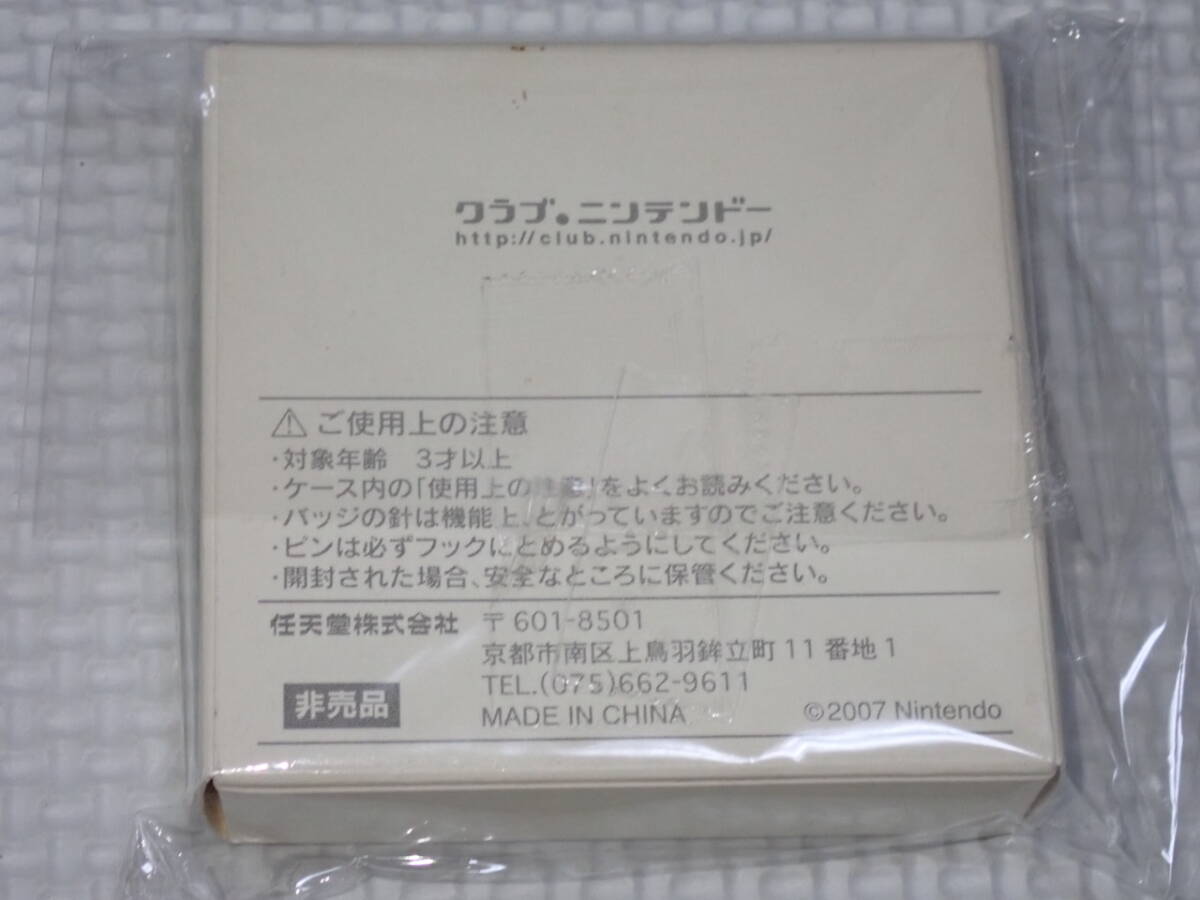 クラブ・ニンテンドー
http://club.nintendo.jp/
⚠ご使用上の注意
・対象年齢 3才以上
・ケース内の「使用上の注意」をよくお読みください。
・バッジの針は機能上、とがっていますのでご注意ください。
・ピンは必ずフックにとめるようにしてください。
・開封された場合、安全なところに保管ください。
任天堂株式会社 〒601-8501
京都市南区上鳥羽鉾立町11番地1
TEL.(075)662-9611
非売品 MADE IN CHINA ©2007 Nintendo